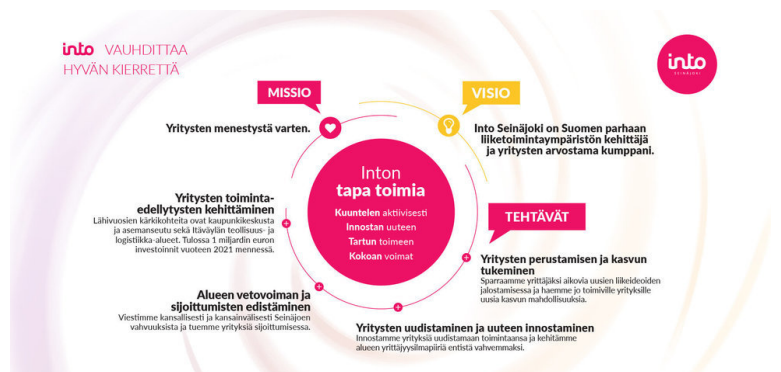 into VAUHDITTAA
HYVÄN KIERRETTÄ
into
SEINÄJOKI
MISSIO
Yritysten menestystä varten.
VISIO
Into Seinäjoki on Suomen parhaan
liiketoimintaympäristön kehittäjä
ja yritysten arvostama kumppani.
Inton
tapa toimia
Kuuntelen aktiivisesti
Innostan uuteen
Tartun toimeen
Kokoan voimat
TEHTÄVÄT
Yritysten perustamisen ja kasvun
tukeminen
Sparraamme yrittäjäksi aikovia uusien liikeideoiden
jalostamisessa ja haemme jo toimiville yrityksille
uusia kasvun mahdollisuuksia.
Yritysten uudistaminen ja uuteen innostaminen
Innostamme yrityksiä uudistamaan toimintaansa ja kehitämme
alueen yrittäjyysilmapiiriä entistä vahvemmaksi.
Alueen vetovoiman ja
sijoittumisten edistäminen
Viestimme kansallisesti ja kansainvälisesti Seinäjoen
vahvuuksista ja tuemme yrityksiä sijoittumisessa.
Yritysten toiminta-
edellytysten kehittäminen
Lähivuosien kärkikohteita ovat kaupunkikeskusta
ja asemanseutu sekä Itäväylän teollisuus- ja
logistiikka-alueet. Tulossa 1 miljardin euron
investoinnit vuoteen 2021 mennessä.